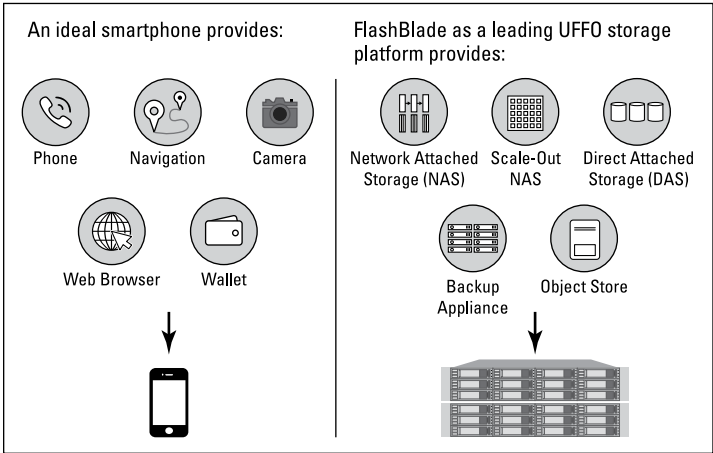 An ideal smartphone provides:
Phone
Navigation
Camera
Web Browser
Wallet
FlashBlade as a leading UFFO storage
platform provides:
Network Attached
Storage (NAS)
Scale-Out
NAS
Direct Attached
Storage (DAS)
Backup
Appliance
Object Store